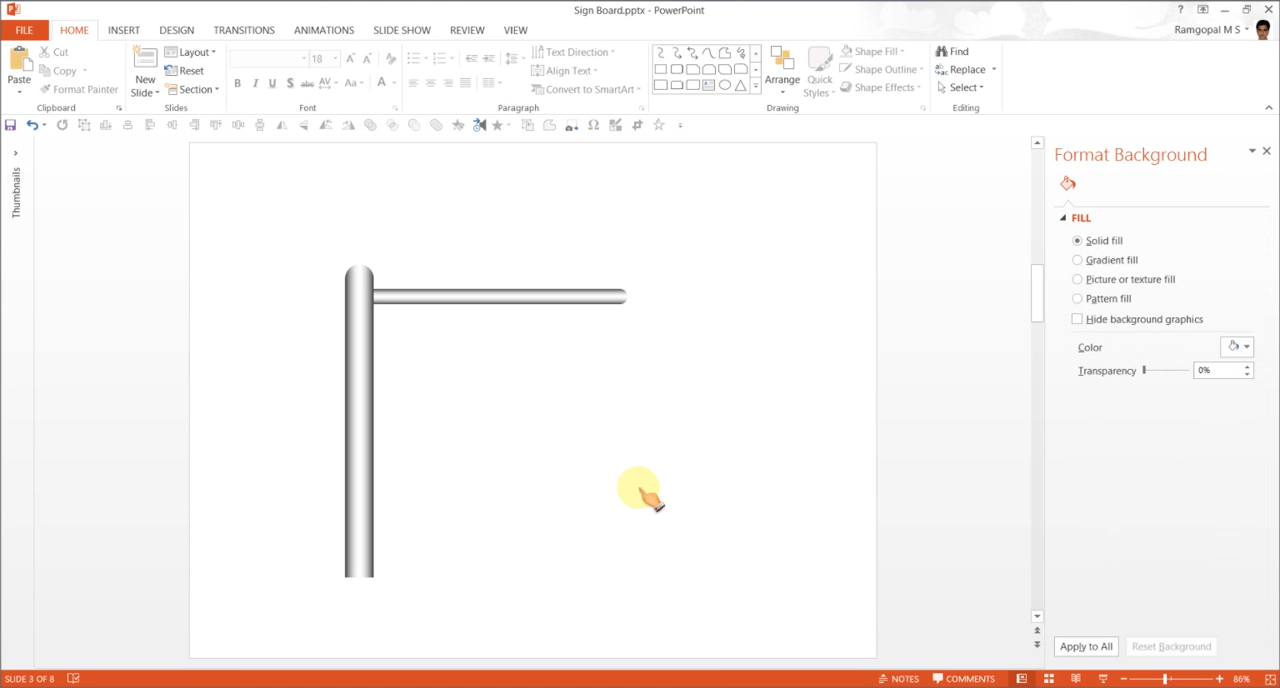 Sign Board.pptx - PowerPoint
?
Ramgopal M S
FILE
HOME
INSERT
DESIGN
TRANSITIONS
ANIMATIONS
SLIDE SHOW
REVIEW
VIEW
Paste
Cut
Copy
Format Painter
Clipboard
New
Slide
Layout
Reset
Section
Slides
18
B I U S abc AV Aa A
Font
Text Direction
Align Text
Convert to SmartArt
Paragraph
Arrange
Quick
Styles
Shape Fill
Shape Outline
Shape Effects
Drawing
Find
Replace
Select
Editing
Thumbnails
Format Background
FILL
Solid fill
Gradient fill
Picture or texture fill
Pattern fill
Hide background graphics
Color
Transparency
0%
Apply to All
Reset Background
SLIDE 3 OF 8
NOTES
COMMENTS
86%